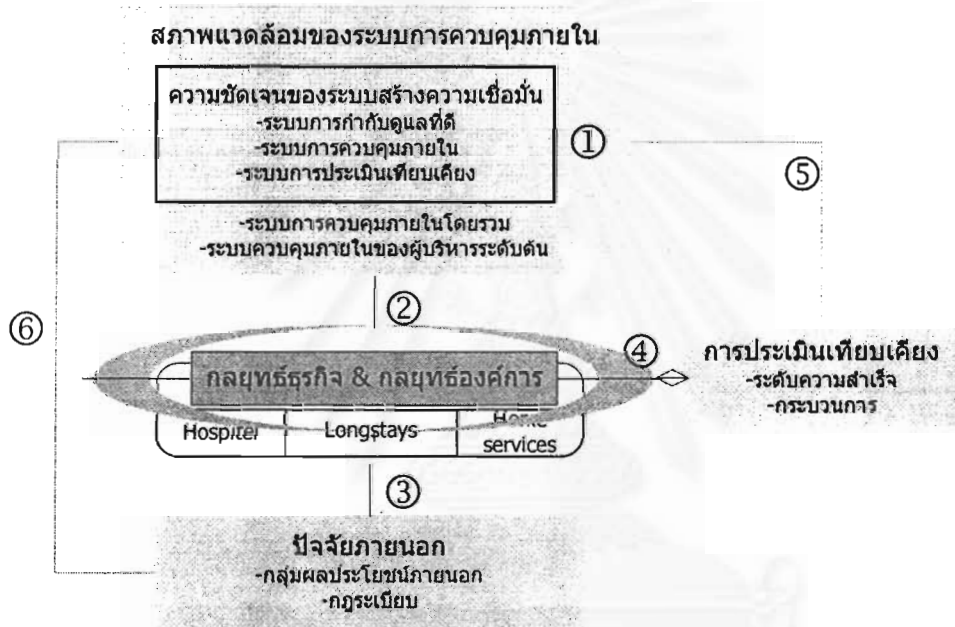 สภาพแวดล้อมของระบบการควบคุมภายใน
ความชัดเจนของระบบสร้างความเชื่อมั่น
-ระบบการกำกับดูแลที่ดี
-ระบบการควบคุมภายใน
-ระบบการประเมินเทียบเคียง
①
⑤
-ระบบการควบคุมภายในโดยรวม
-ระบบควบคุมภายในของผู้บริหารระดับต้น
②
⑥
④
กลยุทธ์ธุรกิจ & กลยุทธ์องค์การ
การประเมินเทียบเคียง
-ระดับความสำเร็จ
-กระบวนการ
Hospitel
Longstays
Home
services
③
ปัจจัยภายนอก
-กลุ่มผลประโยชน์ภายนอก
-กฎระเบียบ